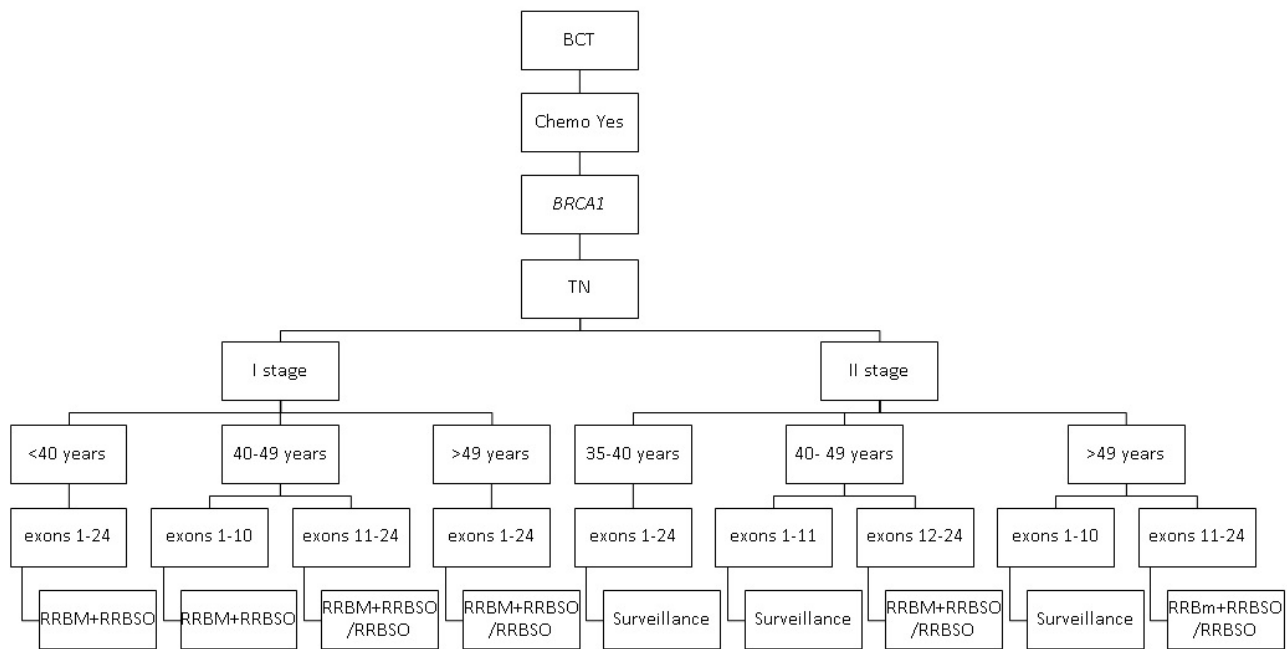 BCT
Chemo Yes
BRCA1
TN
I stage
II stage
<40 years
40-49 years
>49 years
35-40 years
40- 49 years
>49 years
exons 1-24
exons 1-10
exons 11-24
exons 1-24
exons 1-24
exons 1-11
exons 12-24
exons 1-10
exons 11-24
RRBM+RRBSO
RRBM+RRBSO
RRBM+RRBSO
/RRBSO
RRBM+RRBSO
/RRBSO
Surveillance
Surveillance
RRBM+RRBSO
/RRBSO
Surveillance
RRBm+RRBSO
/RRBSO